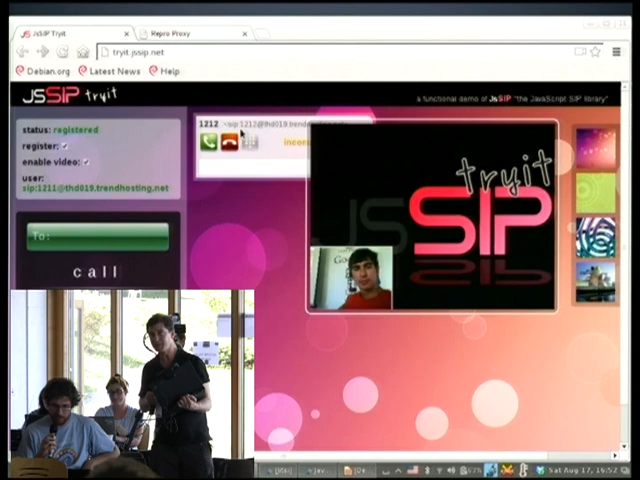 JsSIP Tryit
Repro Proxy
tryit.jssip.net
Debian.org
Latest News
Help
JSSIP tryit
a functional demo of JsSIP "the JavaScript SIP library"
status: registered
register:
enable video:
user:
sip:1211@thd019.trendhosting.net
1212
To:
call
tryit
JSSIP
Sat Aug 17, 16:52